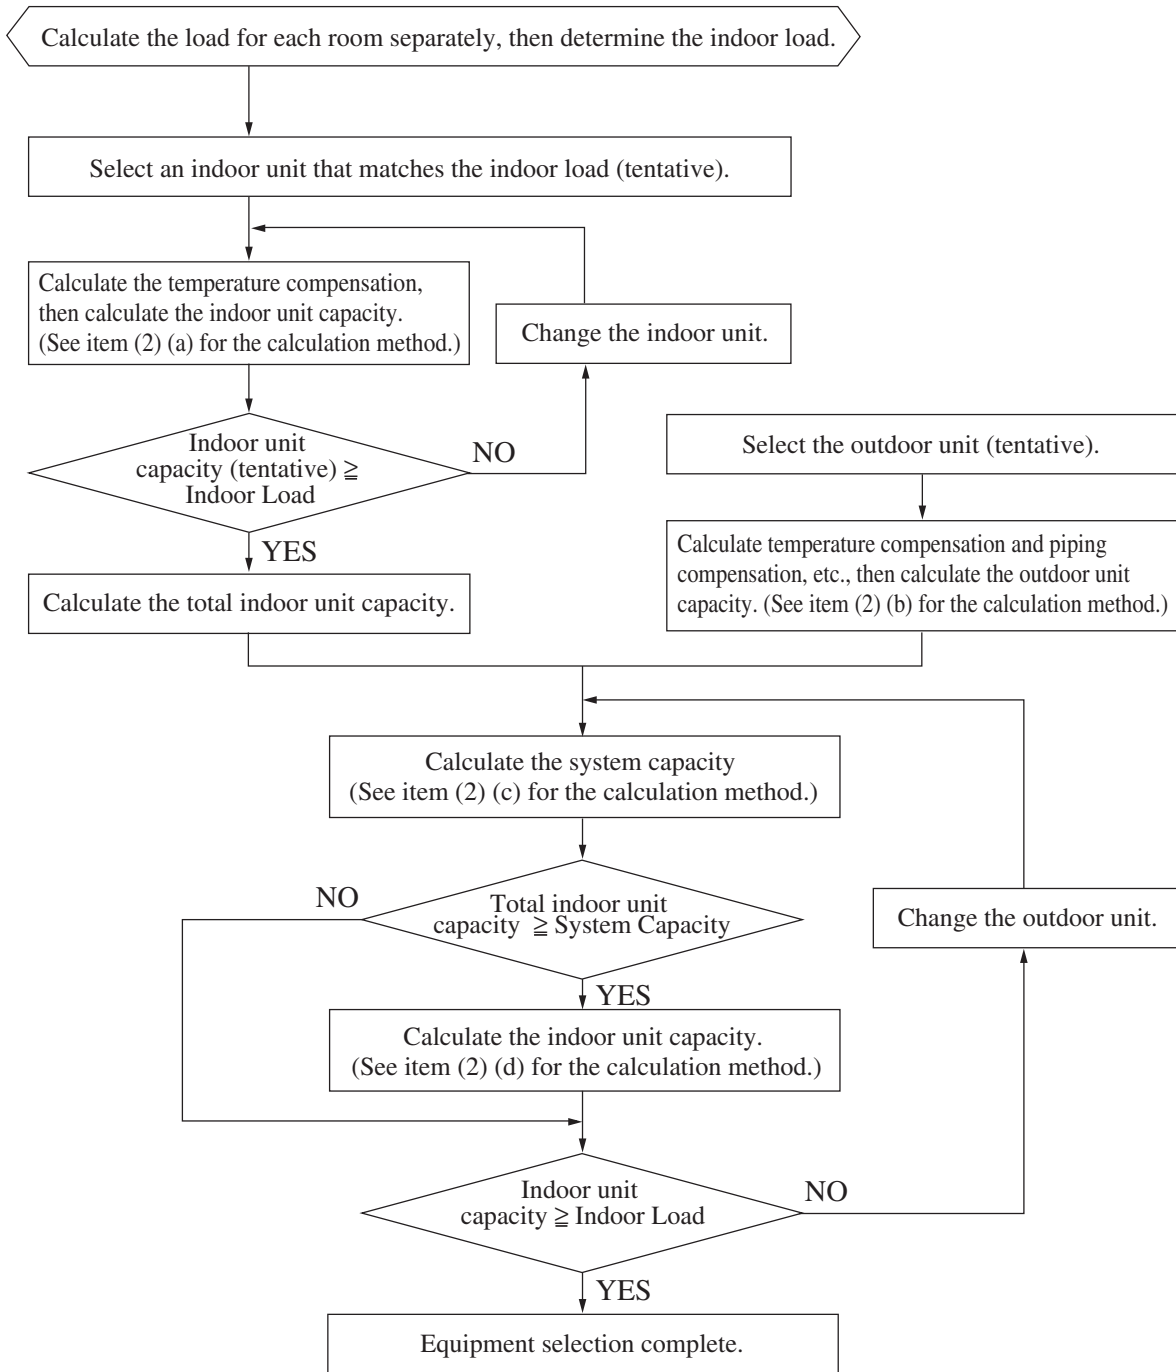 Calculate the load for each room separately, then determine the indoor load.
Select an indoor unit that matches the indoor load (tentative).
Calculate the temperature compensation,
then calculate the indoor unit capacity.
(See item (2) (a) for the calculation method.)
Change the indoor unit.
Indoor unit
capacity (tentative) ≧
Indoor Load
NO
YES
Calculate the total indoor unit capacity.
Select the outdoor unit (tentative).
Calculate temperature compensation and piping
compensation, etc., then calculate the outdoor unit
capacity. (See item (2) (b) for the calculation method.)
Calculate the system capacity
(See item (2) (c) for the calculation method.)
Total indoor unit
capacity ≧ System Capacity
NO
YES
Change the outdoor unit.
Calculate the indoor unit capacity.
(See item (2) (d) for the calculation method.)
Indoor unit
capacity ≧ Indoor Load
NO
YES
Equipment selection complete.